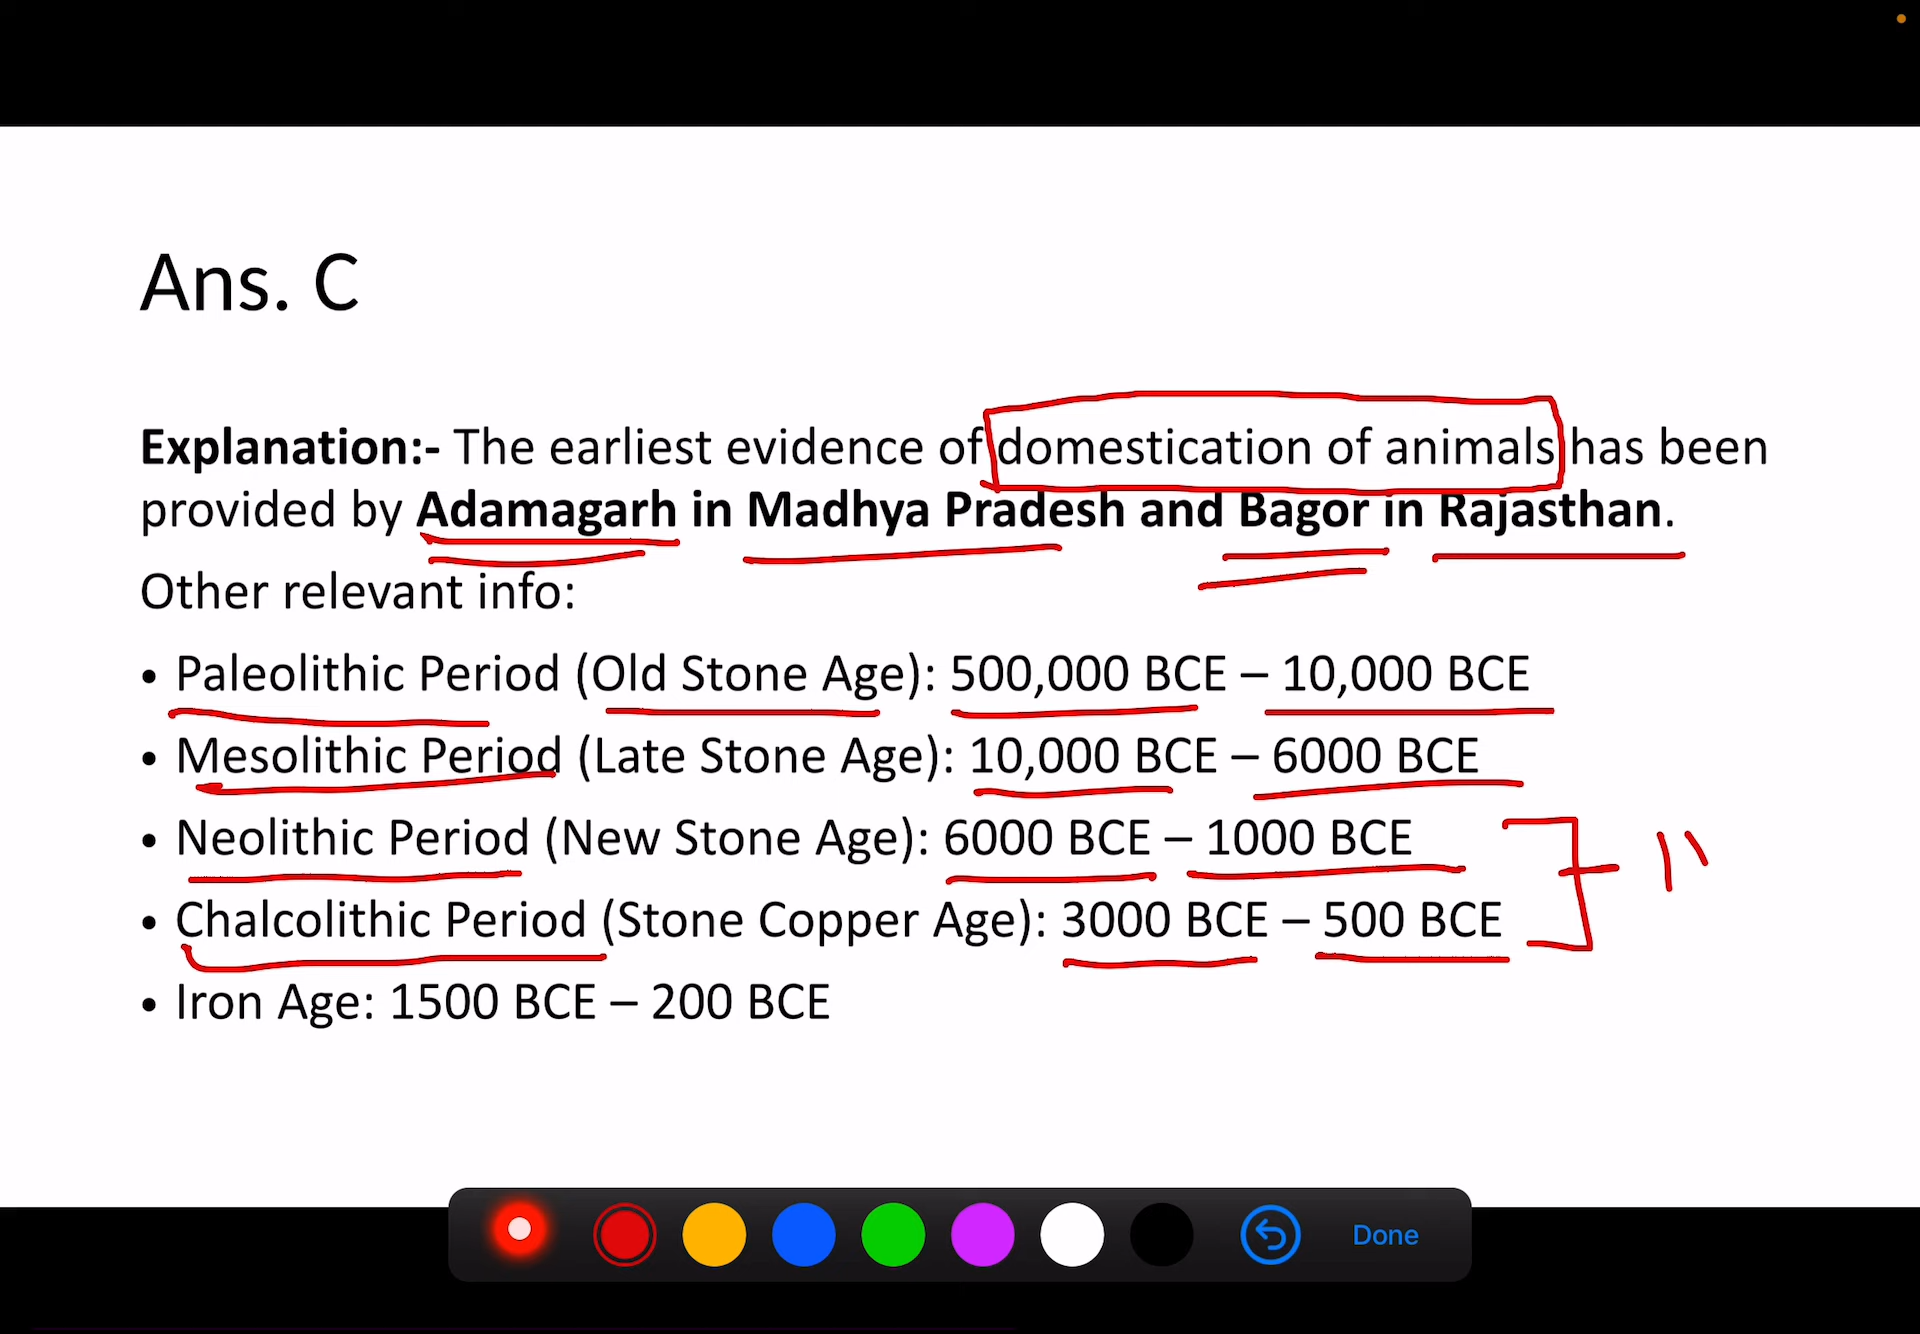 Ans. C
Explanation:- The earliest evidence of domestication of animals has been
provided by Adamagarh in Madhya Pradesh and Bagor in Rajasthan.
Other relevant info:
• Paleolithic Period (Old Stone Age): 500,000 BCE – 10,000 BCE
• Mesolithic Period (Late Stone Age): 10,000 BCE – 6000 BCE
• Neolithic Period (New Stone Age): 6000 BCE – 1000 BCE
• Chalcolithic Period (Stone Copper Age): 3000 BCE – 500 BCE
• Iron Age: 1500 BCE – 200 BCE
Done